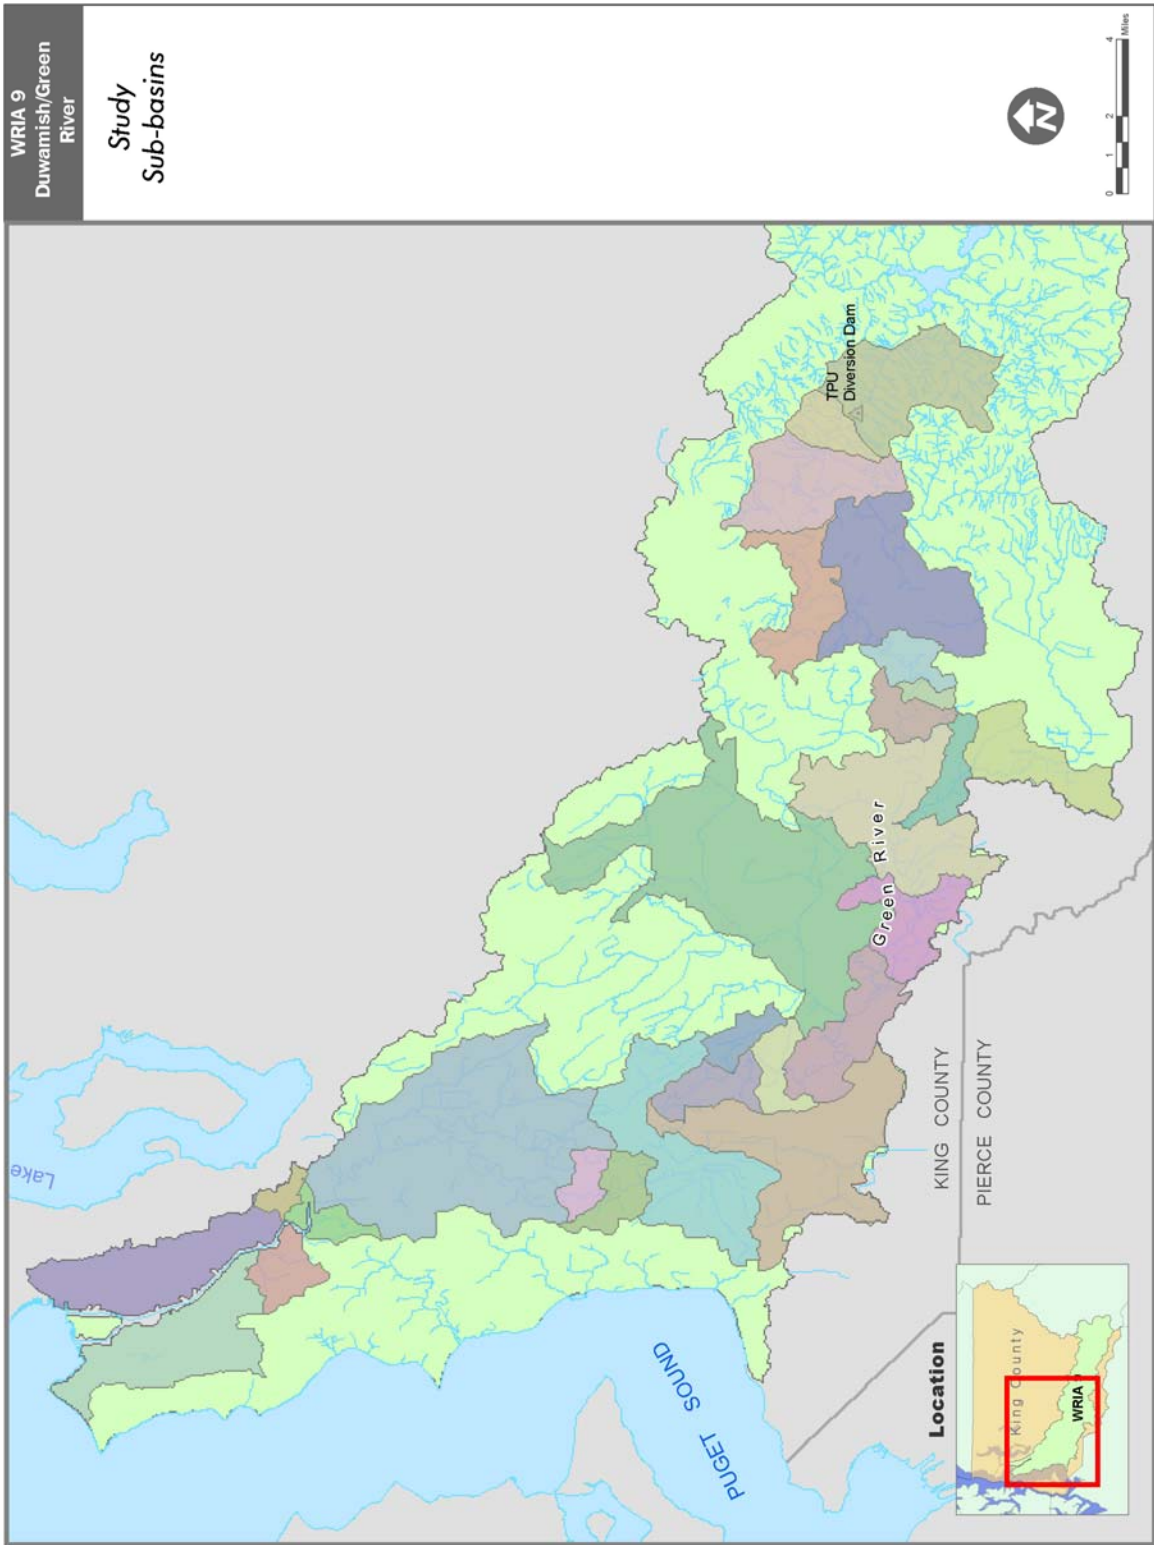 WRIA 9
Duwamish/Green
River
Study
Sub-basins
N
0 1 2 4
Miles
TPU
Diversion Dam
Green River
Lake
PUGET SOUND
KING COUNTY
PIERCE COUNTY
Location
King County
WRIA 9